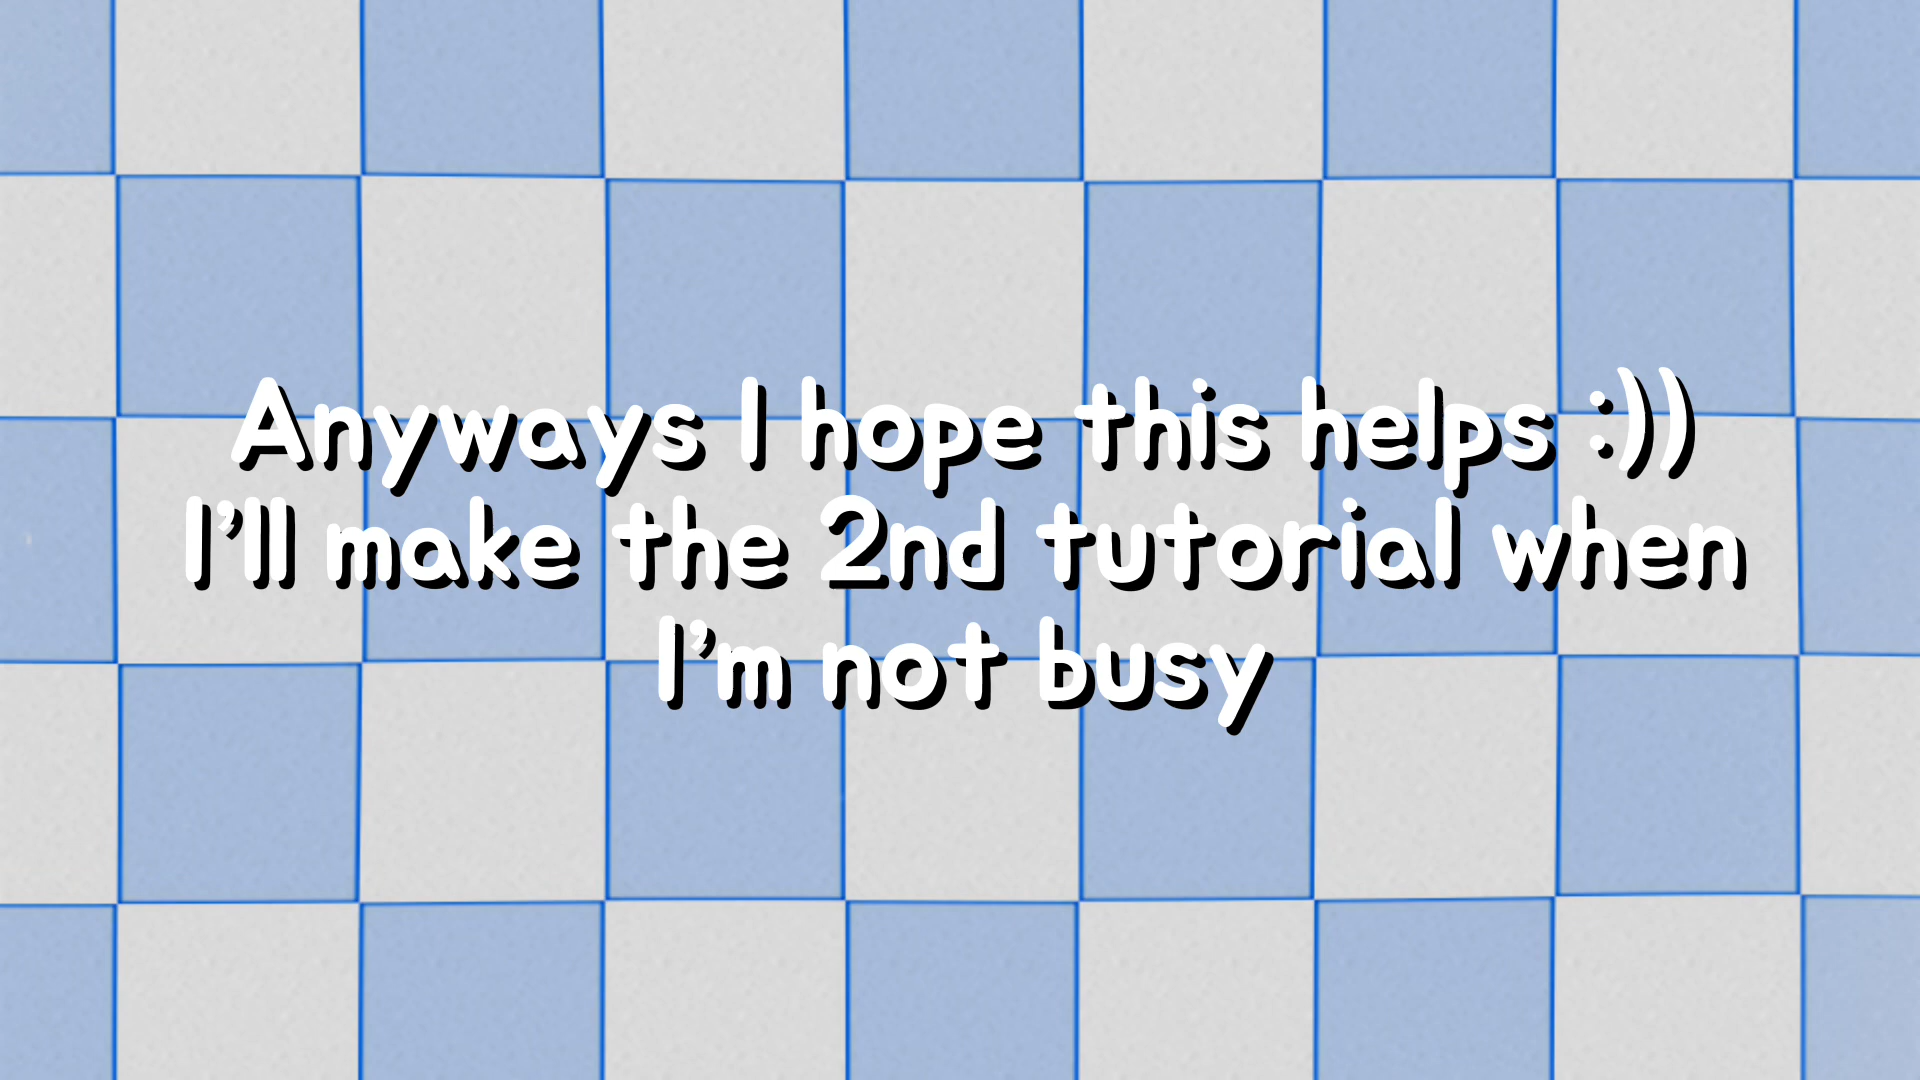 Anyways I hope this helps :))
I’ll make the 2nd tutorial when
I’m not busy